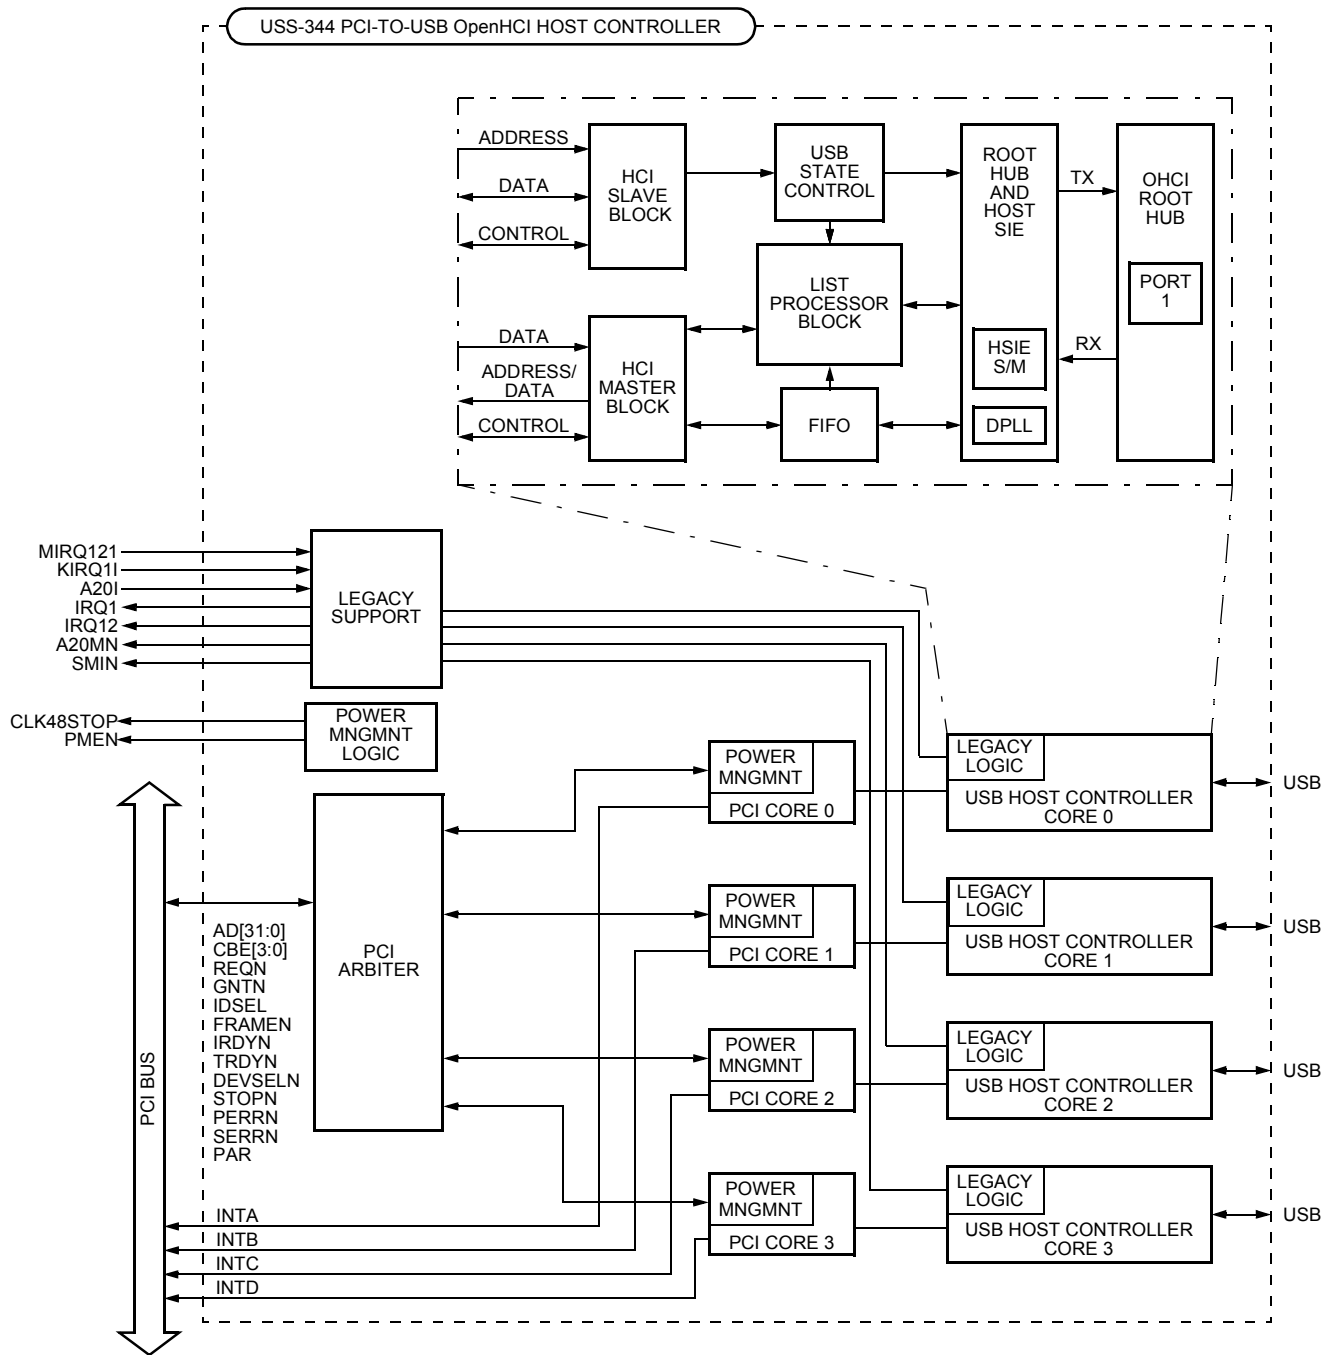 USS-344 PCI-TO-USB OpenHCI HOST CONTROLLER
ADDRESS
DATA
CONTROL
HCI
SLAVE
BLOCK
USB
STATE
CONTROL
ROOT
HUB
AND
HOST
SIE
TX
OHCI
ROOT
HUB
PORT
1
LIST
PROCESSOR
BLOCK
DATA
ADDRESS/
DATA
CONTROL
HCI
MASTER
BLOCK
FIFO
HSIE
S/M
DPLL
RX
MIRQ121
KIRQ1I
A20I
IRQ1
IRQ12
A20MN
SMIN
LEGACY
SUPPORT
CLK48STOP
PMEN
POWER
MNGMNT
LOGIC
PCI BUS
AD[31:0]
CBE[3:0]
REQN
GNTN
IDSEL
FRAMEN
IRDYN
TRDYN
DEVSELN
STOPN
PERRN
SERRN
PAR
PCI
ARBITER
INTA
INTB
INTC
INTD
POWER
MNGMNT
PCI CORE 0
LEGACY
LOGIC
USB HOST CONTROLLER
CORE 0
USB
POWER
MNGMNT
PCI CORE 1
LEGACY
LOGIC
USB HOST CONTROLLER
CORE 1
USB
POWER
MNGMNT
PCI CORE 2
LEGACY
LOGIC
USB HOST CONTROLLER
CORE 2
USB
POWER
MNGMNT
PCI CORE 3
LEGACY
LOGIC
USB HOST CONTROLLER
CORE 3
USB